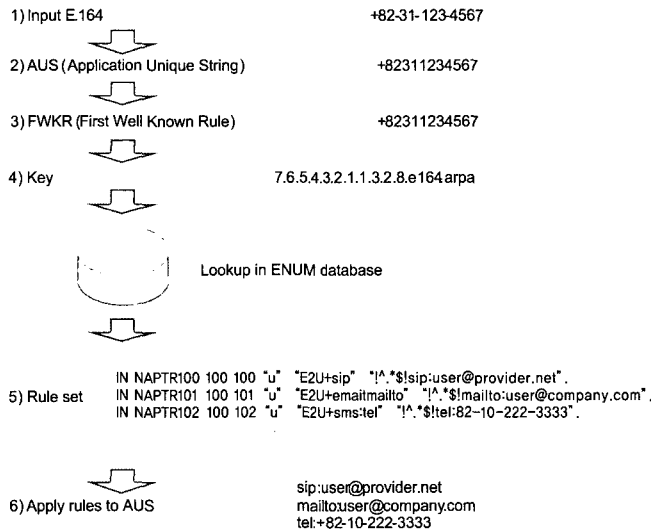 1) Input E.164 +82-31-123-4567
2) AUS (Application Unique String) +82311234567
3) FWKR (First Well Known Rule) +82311234567
4) Key 7.6.5.4.3.2.1.1.3.2.8.e164arpa
Lookup in ENUM database
5) Rule set
IN NAPTR100 100 100 "u" "E2U+sip" "!^.*$!sip:user@provider.net".
IN NAPTR101 100 101 "u" "E2U+emaitmailto" "!^.*$!mailto:user@company.com".
IN NAPTR102 100 102 "u" "E2U+sms:tel" "!^.*$!tel:82-10-222-3333".
6) Apply rules to AUS
sip:user@provider.net
mailto:user@company.com
tel:+82-10-222-3333